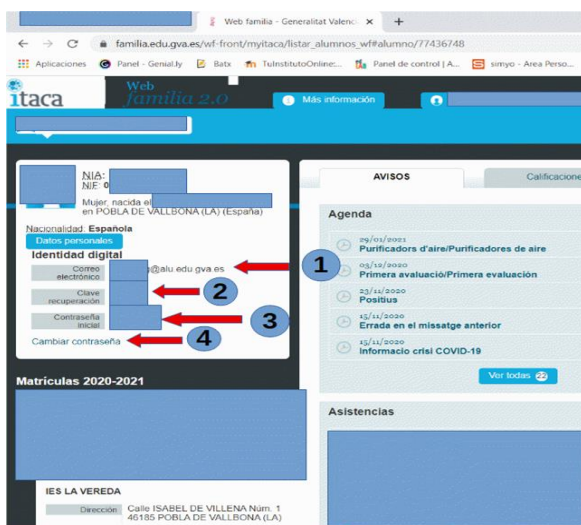 Web familia - Generalitat Valenc
familia.edu.gva.es/wf-front/myitaca/listar_alumnos_wf#alumno/77436748
Aplicaciones
Panel - Genial.ly
Batx
TuInstitutoOnline:...
Panel de control | A...
simyo - Area Perso...
itaca
Web
familia 2.0
Más información
NIA:
NIF: 0
Mujer, nacida el
en POBLA DE VALLBONA (LA) (España)
Nacionalidad: Española
Datos personales
Identidad digital
Correo
electrónico
g@alu.edu.gva.es
1
Clave
recuperación
2
Contraseña
inicial
3
Cambiar contraseña
4
Matrículas 2020-2021
IES LA VEREDA
Dirección
Calle ISABEL DE VILLENA Núm. 1
46185 POBLA DE VALLBONA (LA)
AVISOS
Calificacione
Agenda
29/01/2021
Purificadors d'aire/Purificadores de aire
03/12/2020
Primera avaluació/Primera evaluación
23/11/2020
Positius
15/11/2020
Errada en el missatge anterior
15/11/2020
Informacio crisi COVID-19
Ver todas 22
Asistencias